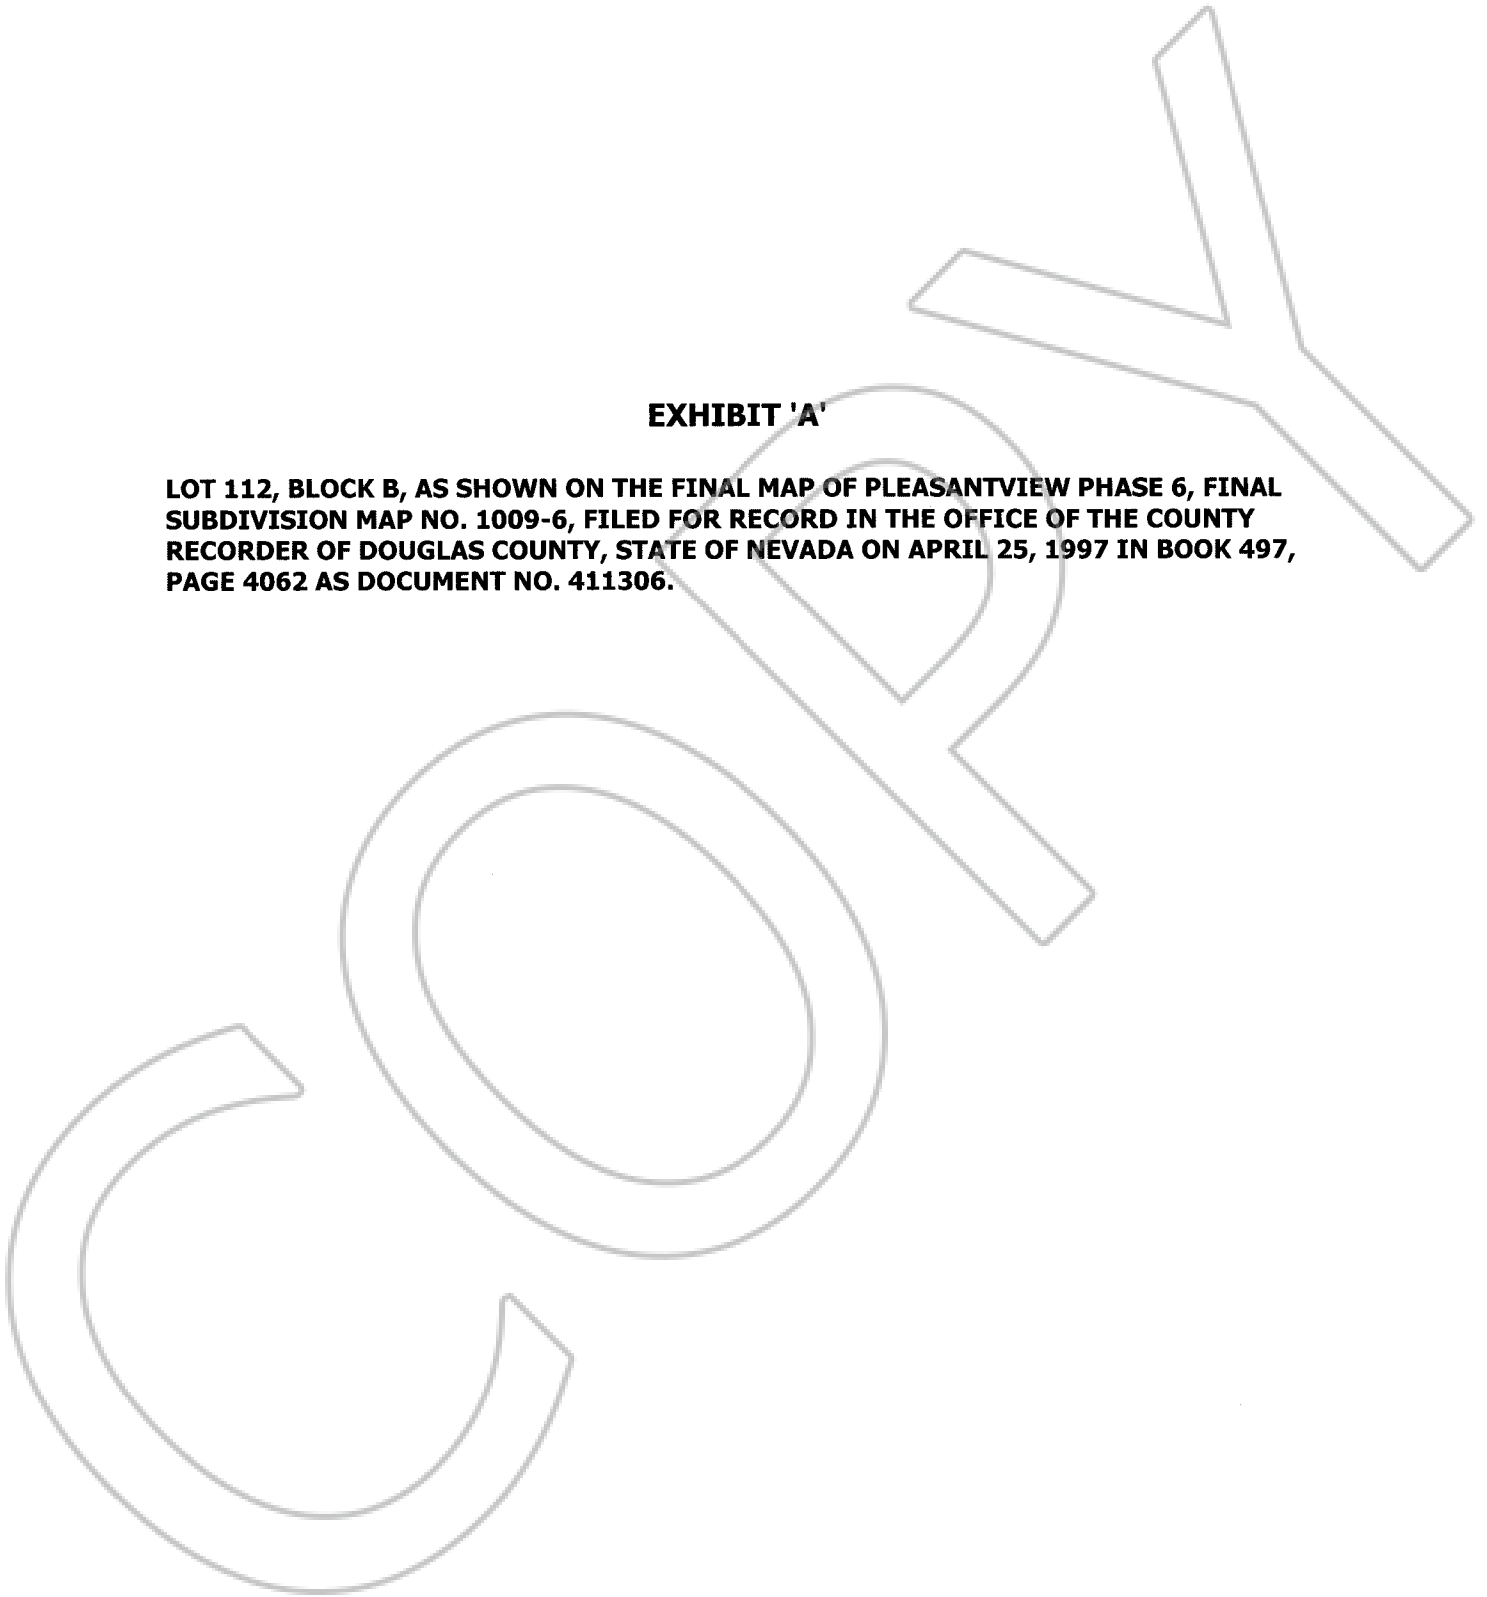 EXHIBIT 'A'
LOT 112, BLOCK B, AS SHOWN ON THE FINAL MAP OF PLEASANTVIEW PHASE 6, FINAL
SUBDIVISION MAP NO. 1009-6, FILED FOR RECORD IN THE OFFICE OF THE COUNTY
RECORDER OF DOUGLAS COUNTY, STATE OF NEVADA ON APRIL 25, 1997 IN BOOK 497,
PAGE 4062 AS DOCUMENT NO. 411306.
COPY